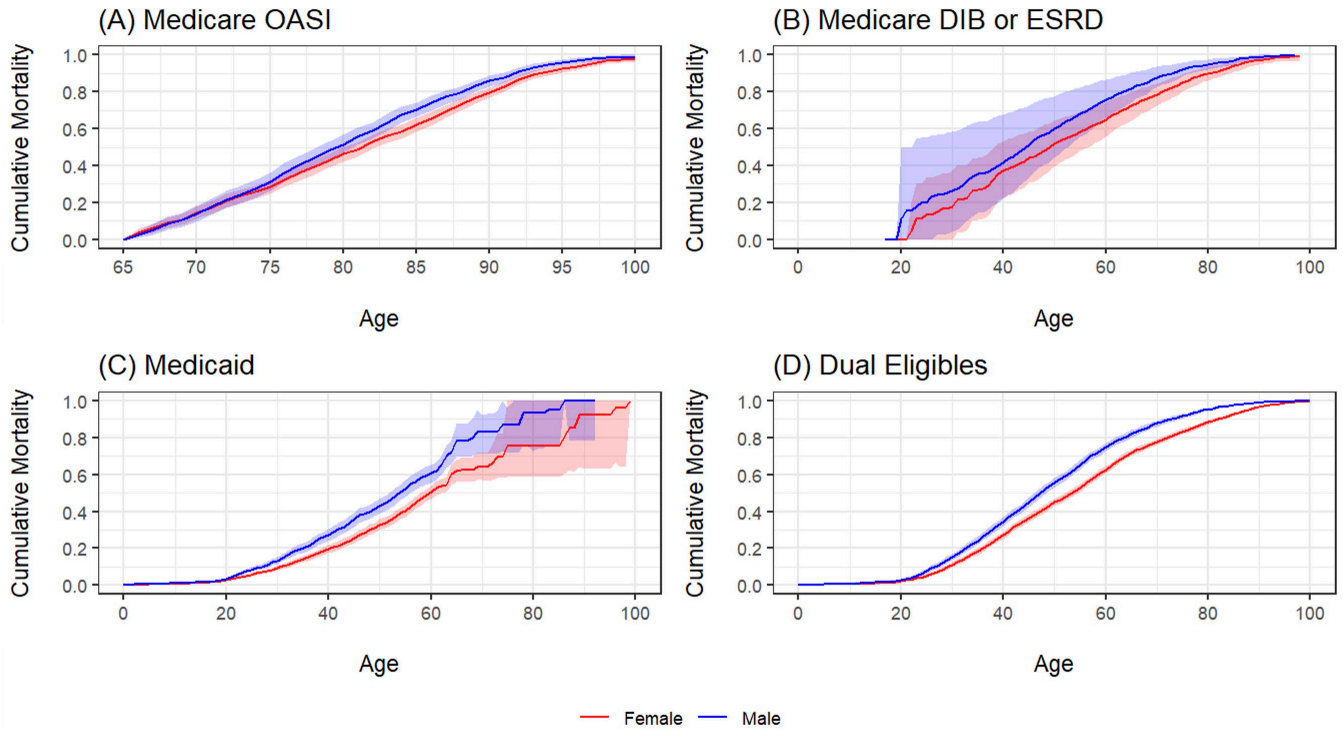 (A) Medicare OASI
Cumulative Mortality
1.0
0.8
0.6
0.4
0.2
0.0
65 70 75 80 85 90 95 100
Age
(B) Medicare DIB or ESRD
Cumulative Mortality
1.0
0.8
0.6
0.4
0.2
0.0
0 20 40 60 80 100
Age
(C) Medicaid
Cumulative Mortality
1.0
0.8
0.6
0.4
0.2
0.0
0 20 40 60 80 100
Age
(D) Dual Eligibles
Cumulative Mortality
1.0
0.8
0.6
0.4
0.2
0.0
0 20 40 60 80 100
Age
Female Male